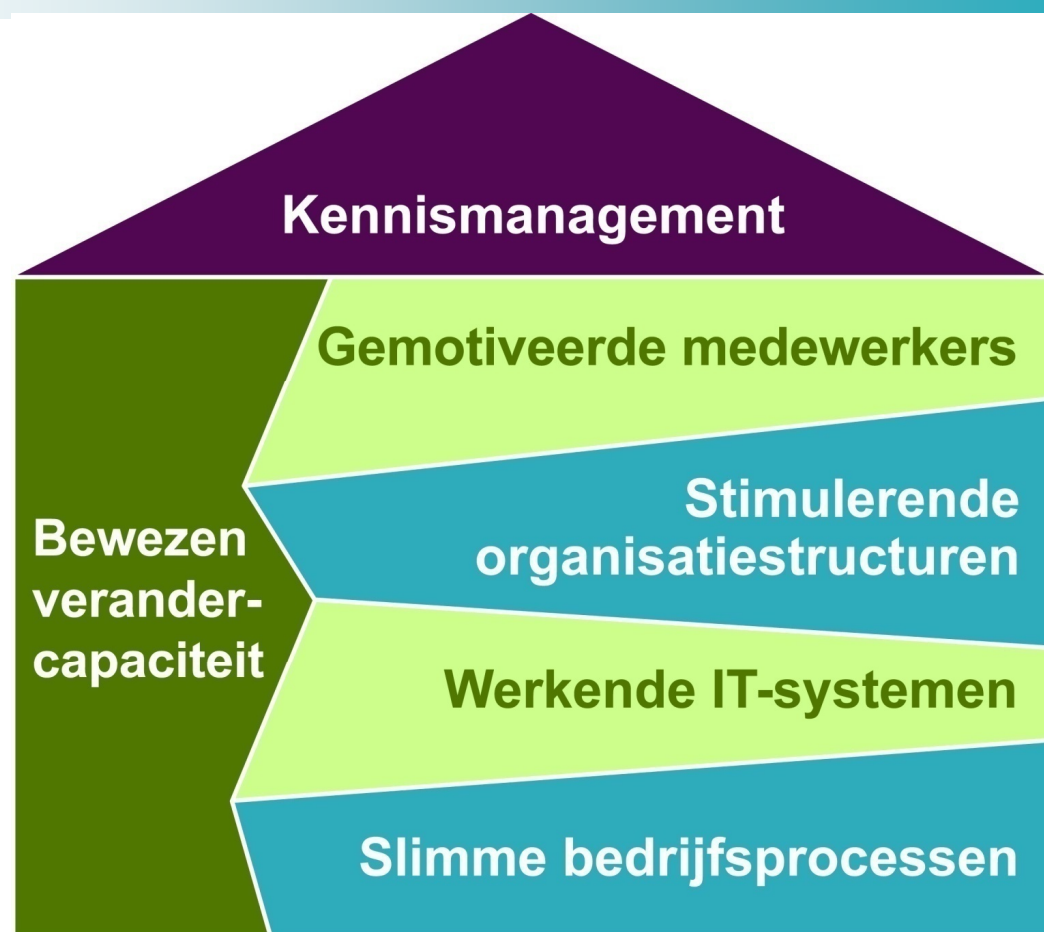 Kennismanagement
Gemotiveerde medewerkers
Stimulerende
organisatiestructuren
Bewezen
verander-
capaciteit
Werkende IT-systemen
Slimme bedrijfsprocessen